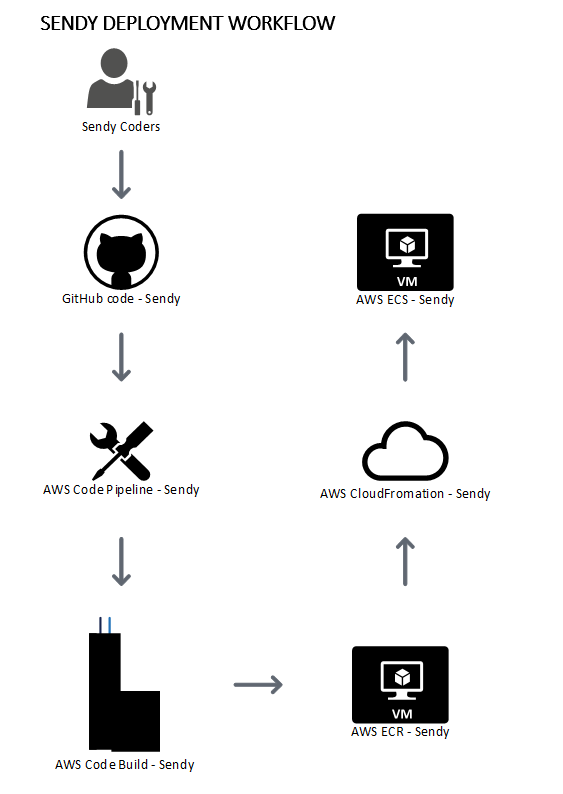 SENDY DEPLOYMENT WORKFLOW
Sendy Coders
GitHub code - Sendy
AWS Code Pipeline - Sendy
AWS Code Build - Sendy
VM
AWS ECR - Sendy
AWS CloudFromation - Sendy
VM
AWS ECS - Sendy